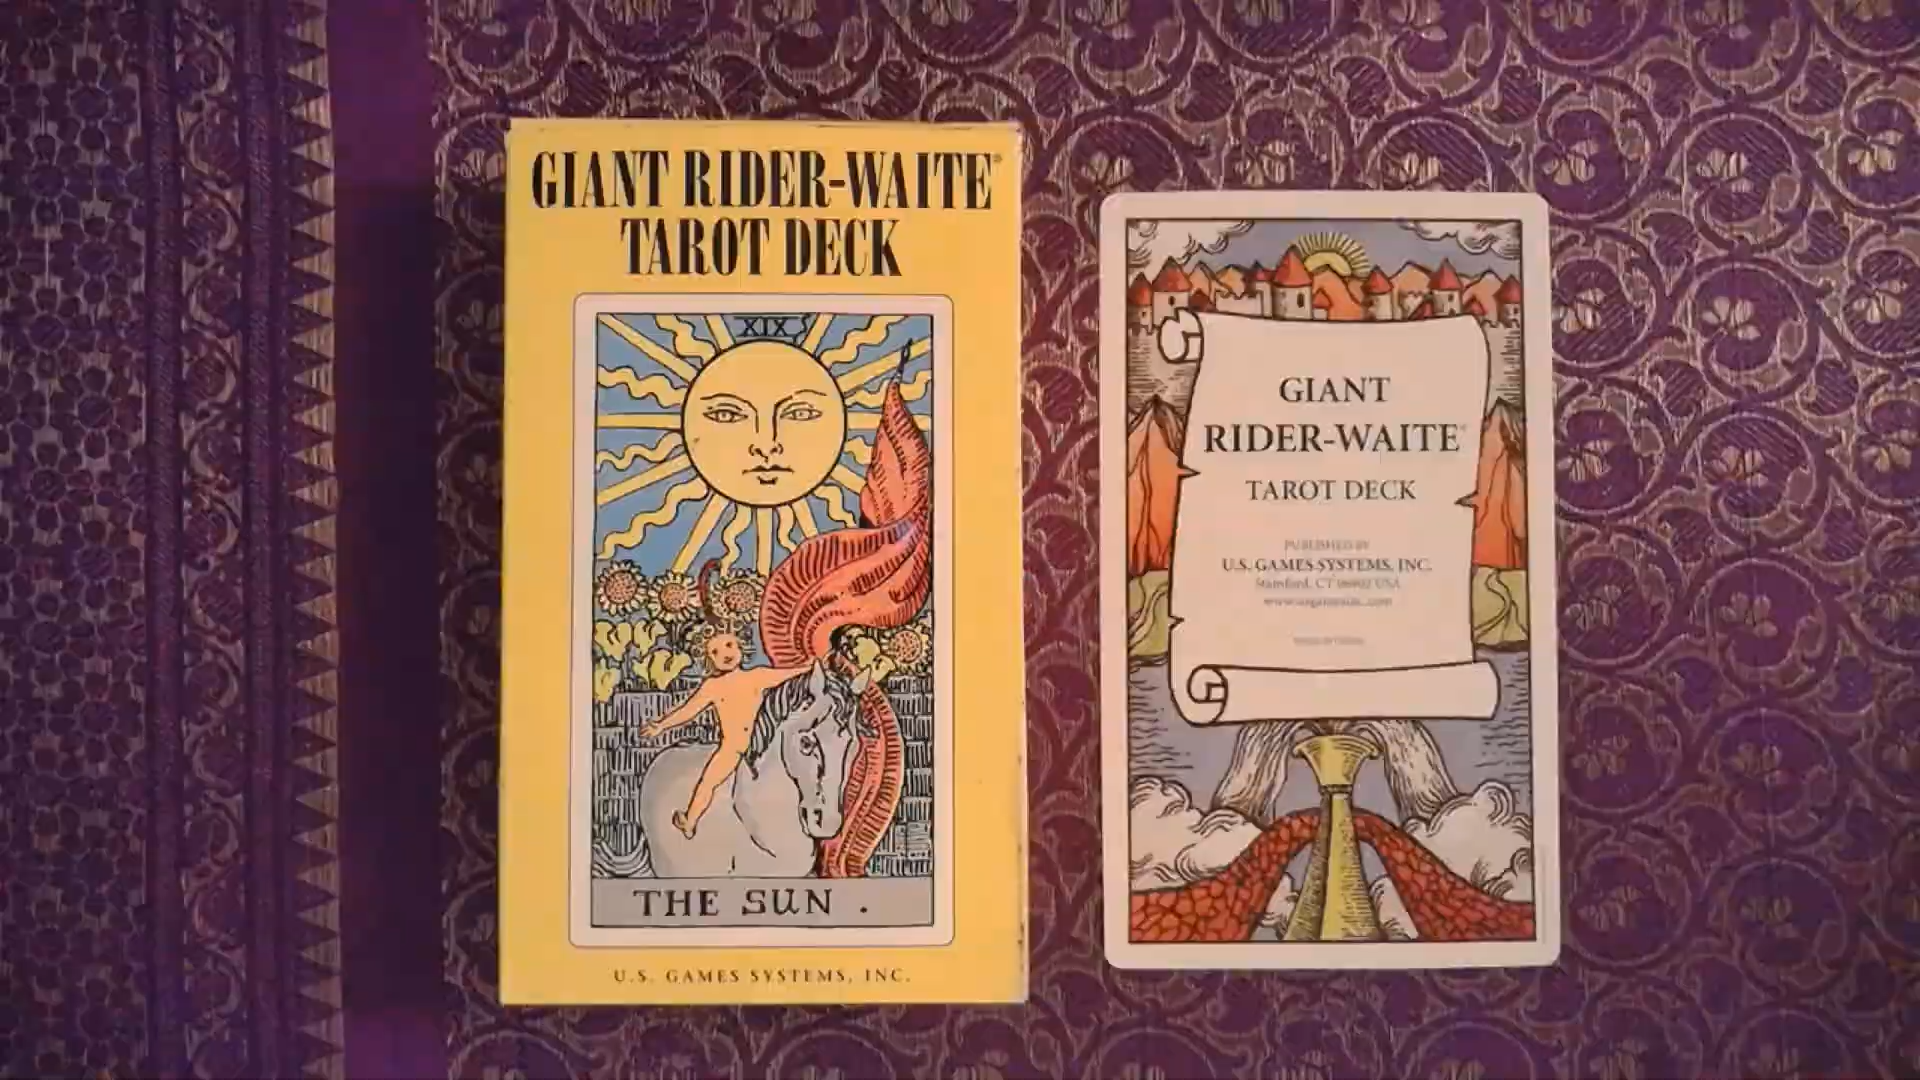 GIANT RIDER-WAITE®
TAROT DECK
XIX
THE SUN .
U.S. GAMES SYSTEMS, INC.
GIANT
RIDER-WAITE®
TAROT DECK
PUBLISHED BY
U.S. GAMES SYSTEMS, INC.
Stamford, CT USA